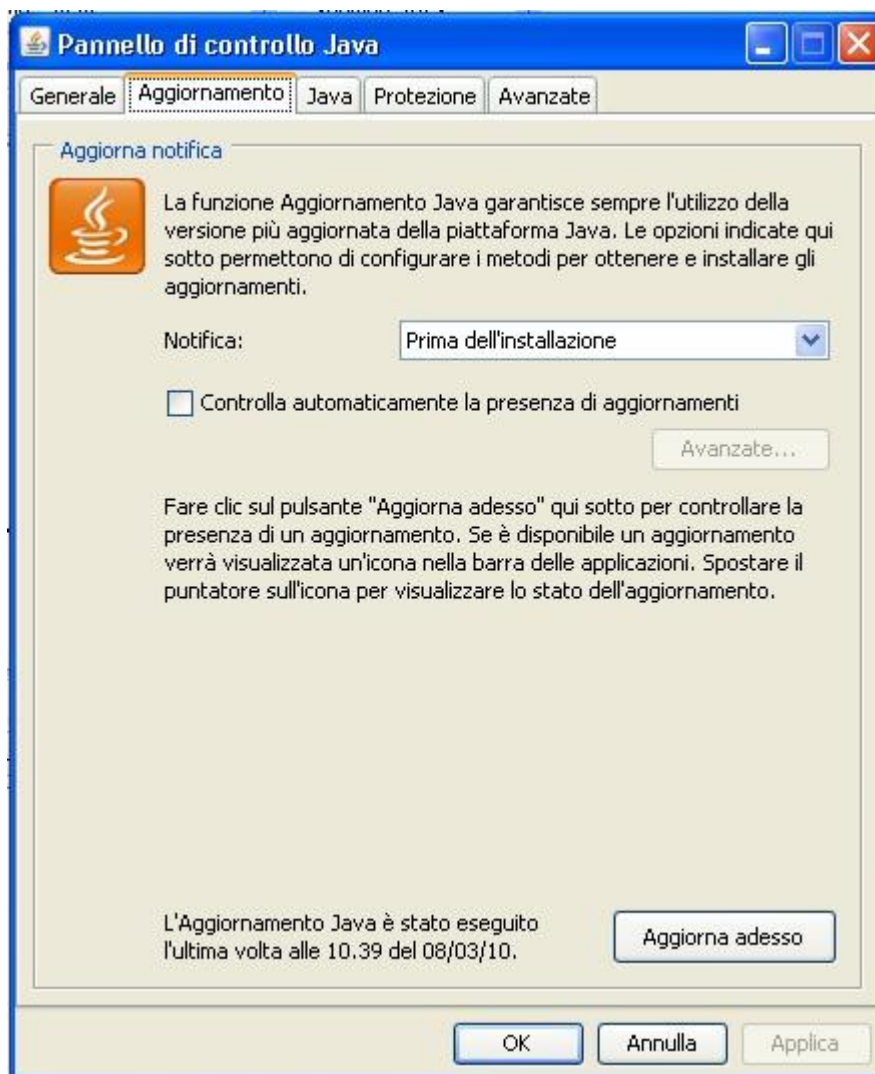 Pannello di controllo Java
Generale Aggiornamento Java Protezione Avanzate
Aggiorna notifica
La funzione Aggiornamento Java garantisce sempre l'utilizzo della
versione più aggiornata della piattaforma Java. Le opzioni indicate qui
sotto permettono di configurare i metodi per ottenere e installare gli
aggiornamenti.
Notifica: Prima dell'installazione
Controlla automaticamente la presenza di aggiornamenti
Avanzate...
Fare clic sul pulsante "Aggiorna adesso" qui sotto per controllare la
presenza di un aggiornamento. Se è disponibile un aggiornamento
verrà visualizzata un'icona nella barra delle applicazioni. Spostare il
puntatore sull'icona per visualizzare lo stato dell'aggiornamento.
L'Aggiornamento Java è stato eseguito
l'ultima volta alle 10.39 del 08/03/10.
Aggiorna adesso
OK Annulla Applica